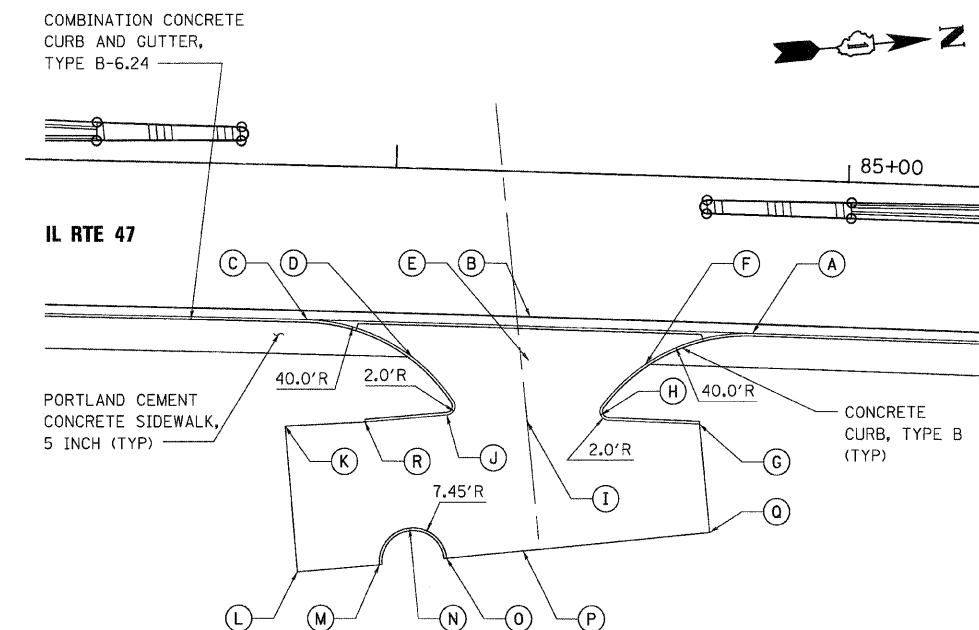 COMBINATION CONCRETE
CURB AND GUTTER,
TYPE B-6.24
N
85+00
IL RTE 47
C
D
E
B
F
A
40.0'R
2.0'R
H
40.0'R
PORTLAND CEMENT
CONCRETE SIDEWALK,
5 INCH (TYP)
CONCRETE
CURB, TYPE B
(TYP)
K
R
J
2.0'R
G
7.45'R
I
Q
L
M
N
O
P